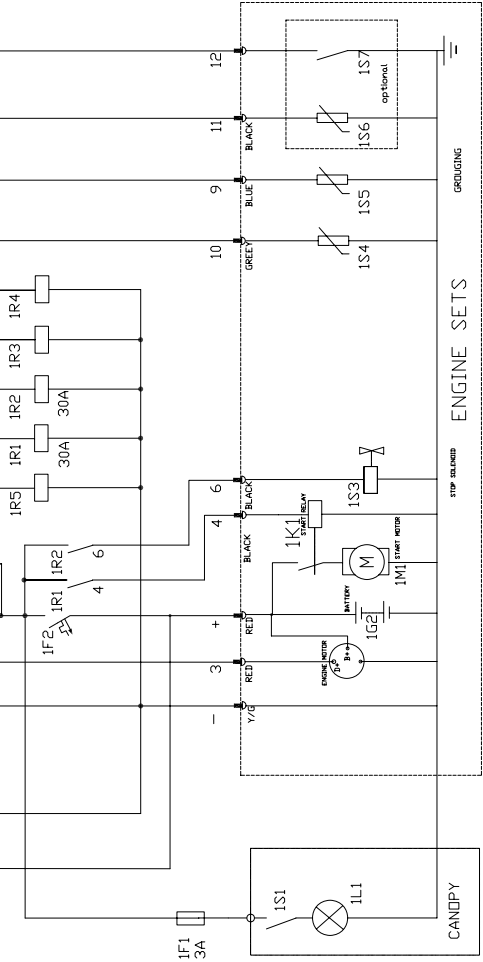 12
1S7
optional
11
BLACK
1S6
9
BLUE
1S5
GROUGING
10
GREEY
1S4
1R4
1R3
1R2
30A
1R1
30A
1R5
ENGINE SETS
6
BLACK
1S3
STOP SOLENOID
4
BLACK
1K1
START RELAY
1R2
6
1R1
4
M
1M1
START MOTOR
1F2
+
RED
BATTERY
1G2
3
RED
ENGINE MOTOR
D+
B+
−
Y/G
1F1
3A
1S1
1L1
CANOPY